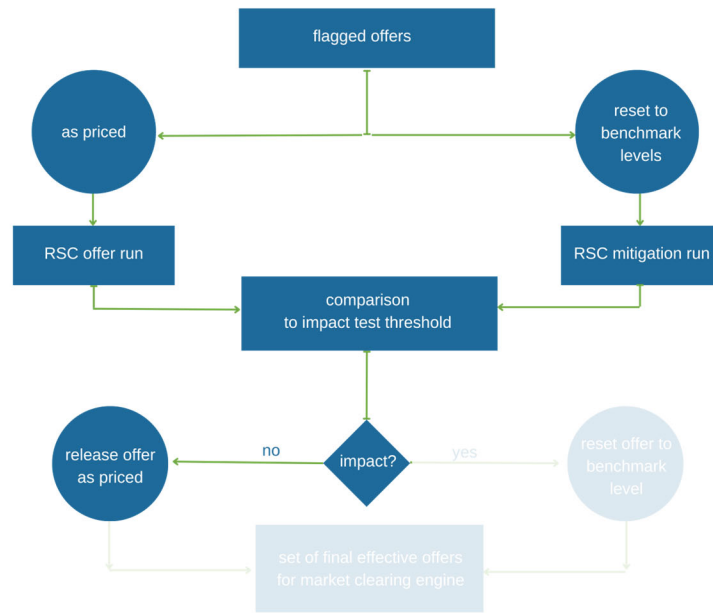 flagged offers
as priced
reset to
benchmark
levels
RSC offer run
RSC mitigation run
comparison
to impact test threshold
no
impact?
yes
release offer
as priced
reset offer to
benchmark
level
set of final effective offers
for market clearing engine